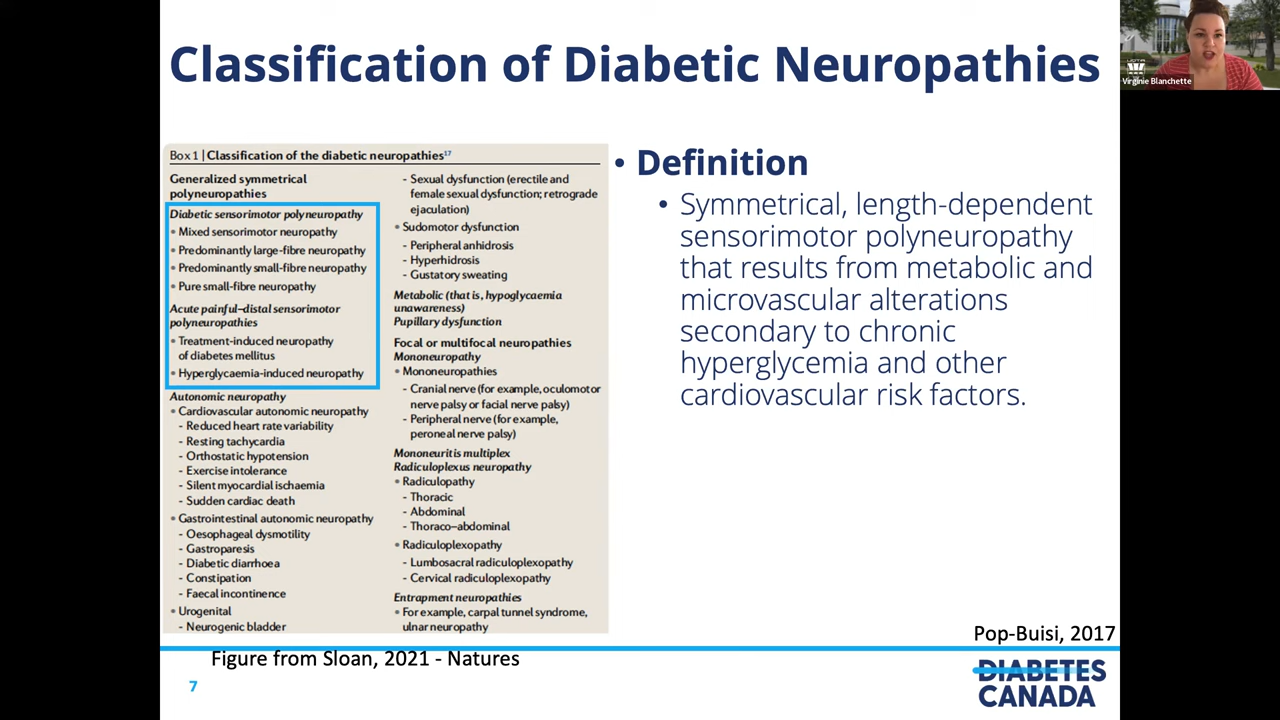 Classification of Diabetic Neuropathies
Virginie Blanchette
Box 1 | Classification of the diabetic neuropathies¹⁷
Generalized symmetrical
polyneuropathies
Diabetic sensorimotor polyneuropathy
• Mixed sensorimotor neuropathy
• Predominantly large-fibre neuropathy
• Predominantly small-fibre neuropathy
• Pure small-fibre neuropathy
Acute painful–distal sensorimotor
polyneuropathies
• Treatment-induced neuropathy
of diabetes mellitus
• Hyperglycaemia-induced neuropathy
Autonomic neuropathy
• Cardiovascular autonomic neuropathy
- Reduced heart rate variability
- Resting tachycardia
- Orthostatic hypotension
- Exercise intolerance
- Silent myocardial ischaemia
- Sudden cardiac death
• Gastrointestinal autonomic neuropathy
- Oesophageal dysmotility
- Gastroparesis
- Diabetic diarrhoea
- Constipation
- Faecal incontinence
• Urogenital
- Neurogenic bladder
- Sexual dysfunction (erectile and
female sexual dysfunction; retrograde
ejaculation)
• Sudomotor dysfunction
- Peripheral anhidrosis
- Hyperhidrosis
- Gustatory sweating
Metabolic (that is, hypoglycaemia
unawareness)
Pupillary dysfunction
Focal or multifocal neuropathies
Mononeuropathy
• Mononeuropathies
- Cranial nerve (for example, oculomotor
nerve palsy or facial nerve palsy)
- Peripheral nerve (for example,
peroneal nerve palsy)
Mononeuritis multiplex
Radiculoplexus neuropathy
• Radiculopathy
- Thoracic
- Abdominal
- Thoraco–abdominal
• Radiculoplexopathy
- Lumbosacral radiculoplexopathy
- Cervical radiculoplexopathy
Entrapment neuropathies
• For example, carpal tunnel syndrome,
ulnar neuropathy
• Definition
• Symmetrical, length-dependent
sensorimotor polyneuropathy
that results from metabolic and
microvascular alterations
secondary to chronic
hyperglycemia and other
cardiovascular risk factors.
Pop-Buisi, 2017
Figure from Sloan, 2021 - Natures
7
DIABETES
CANADA